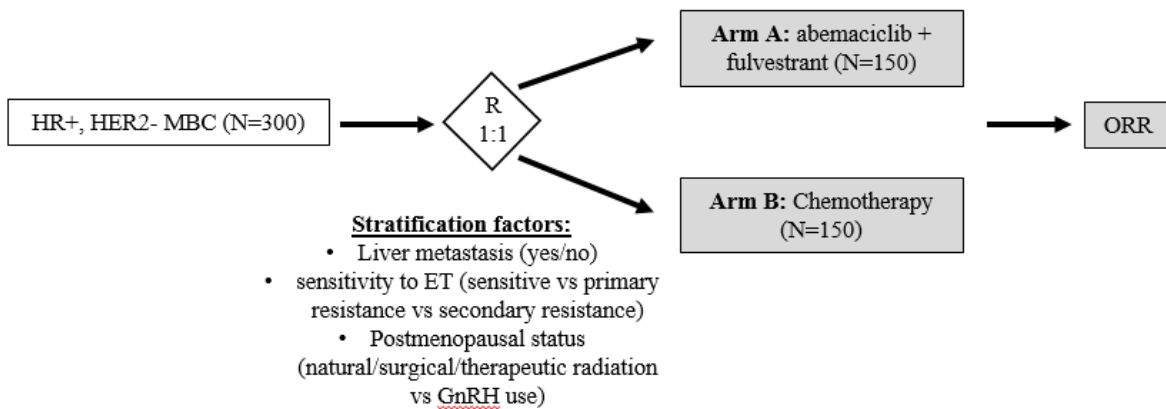 HR+, HER2- MBC (N=300)
R
1:1
Arm A: abemaciclib +
fulvestrant (N=150)
Arm B: Chemotherapy
(N=150)
ORR
Stratification factors:
• Liver metastasis (yes/no)
• sensitivity to ET (sensitive vs primary
resistance vs secondary resistance)
• Postmenopausal status
(natural/surgical/therapeutic radiation
vs GnRH use)